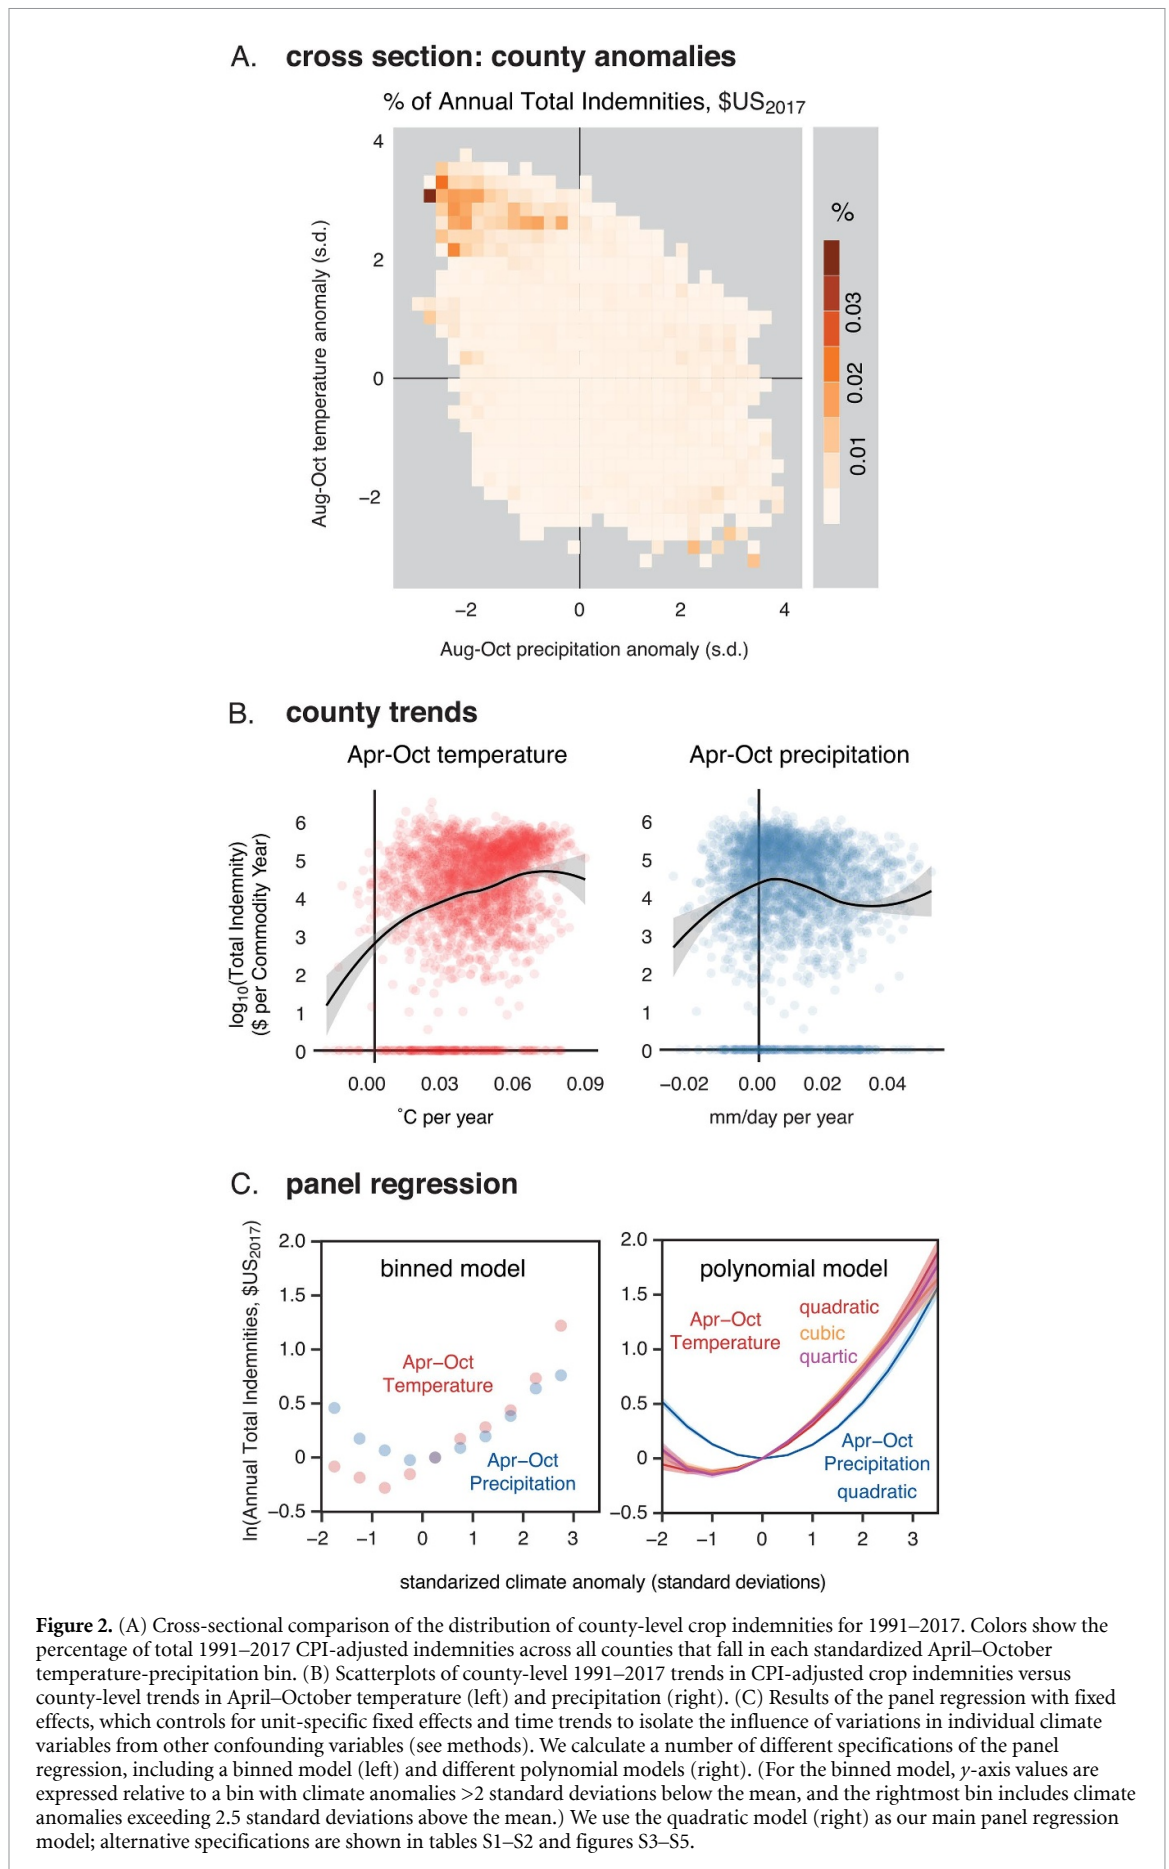 A. cross section: county anomalies
% of Annual Total Indemnities, $US2017
4
2
0
−2
Aug-Oct temperature anomaly (s.d.)
−2 0 2 4
Aug-Oct precipitation anomaly (s.d.)
%
0.03
0.02
0.01
B. county trends
Apr-Oct temperature
Apr-Oct precipitation
log10(Total Indemnity)
($ per Commodity Year)
6
5
4
3
2
1
0
0.00 0.03 0.06 0.09
°C per year
6
5
4
3
2
1
0
−0.02 0.00 0.02 0.04
mm/day per year
C. panel regression
ln(Annual Total Indemnities, $US2017)
2.0
1.5
1.0
0.5
0
−0.5
binned model
Apr−Oct
Temperature
Apr−Oct
Precipitation
−2 −1 0 1 2 3
2.0
1.5
1.0
0.5
0
−0.5
polynomial model
Apr−Oct
Temperature
quadratic
cubic
quartic
Apr−Oct
Precipitation
quadratic
−2 −1 0 1 2 3
standarized climate anomaly (standard deviations)
Figure 2. (A) Cross-sectional comparison of the distribution of county-level crop indemnities for 1991–2017. Colors show the
percentage of total 1991–2017 CPI-adjusted indemnities across all counties that fall in each standardized April–October
temperature-precipitation bin. (B) Scatterplots of county-level 1991–2017 trends in CPI-adjusted crop indemnities versus
county-level trends in April–October temperature (left) and precipitation (right). (C) Results of the panel regression with fixed
effects, which controls for unit-specific fixed effects and time trends to isolate the influence of variations in individual climate
variables from other confounding variables (see methods). We calculate a number of different specifications of the panel
regression, including a binned model (left) and different polynomial models (right). (For the binned model, y-axis values are
expressed relative to a bin with climate anomalies >2 standard deviations below the mean, and the rightmost bin includes climate
anomalies exceeding 2.5 standard deviations above the mean.) We use the quadratic model (right) as our main panel regression
model; alternative specifications are shown in tables S1–S2 and figures S3–S5.